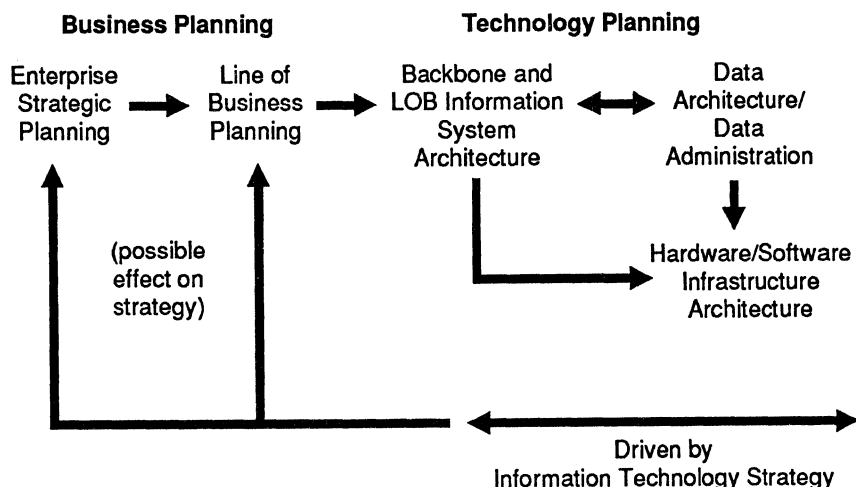 Business Planning
Technology Planning
Enterprise
Strategic
Planning
Line of
Business
Planning
Backbone and
LOB Information
System
Architecture
Data
Architecture/
Data
Administration
(possible
effect on
strategy)
Hardware/Software
Infrastructure
Architecture
Driven by
Information Technology Strategy